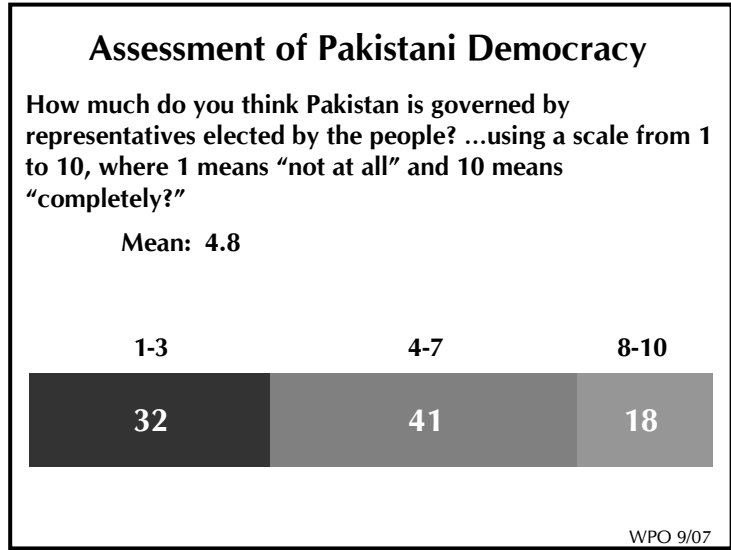 Assessment of Pakistani Democracy
How much do you think Pakistan is governed by
representatives elected by the people? ...using a scale from 1
to 10, where 1 means “not at all” and 10 means
“completely?”
Mean: 4.8
1-3 4-7 8-10
32 41 18
WPO 9/07